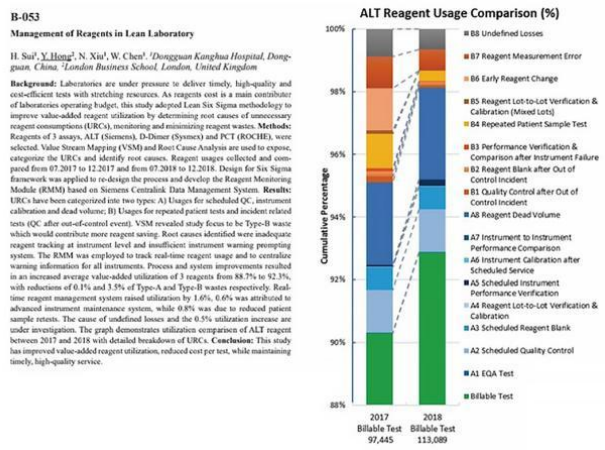 B-053
Management of Reagents in Lean Laboratory
H. Sui¹, Y. Hong², N. Xiu¹, W. Chen¹. ¹Dongguan Kanghua Hospital, Dong-
guan, China, ²London Business School, London, United Kingdom
Background: Laboratories are under pressure to deliver timely, high-quality and
cost-efficient tests with stretching resources. As reagents cost is a main contributor
of laboratories operating budget, this study adopted Lean Six Sigma methodology to
improve value-added reagent utilization by determining root causes of unnecessary
reagent consumptions (URCs), monitoring and minimizing reagent wastes. Methods:
Reagents of 3 assays, ALT (Siemens), D-Dimer (Sysmex) and PCT (ROCHE), were
selected. Value Stream Mapping (VSM) and Root Cause Analysis are used to expose,
categorize the URCs and identify root causes. Reagent usages collected and com-
pared from 07.2017 to 12.2017 and from 07.2018 to 12.2018. Design for Six Sigma
framework was applied to re-design the process and develop the Reagent Monitoring
Module (RMM) based on Siemens Centralink Data Management System. Results:
URCs have been categorized into two types: A) Usages for scheduled QC, instrument
calibration and dead volume; B) Usages for repeated patient tests and incident related
tests (QC after out-of-control event). VSM revealed study focus to be Type-B waste
which would contribute more reagent saving. Root causes identified were inadequate
reagent tracking at instrument level and insufficient instrument warning prompting
system. The RMM was employed to track real-time reagent usage and to centralize
warning information for all instruments. Process and system improvements resulted
in an increased average value-added utilization of 3 reagents from 88.7% to 92.3%,
with reductions of 0.1% and 3.5% of Type-A and Type-B wastes respectively. Real-
time reagent management system raised utilization by 1.6%, 0.6% was attributed to
advanced instrument maintenance system, while 0.8% was due to reduced patient
sample retests. The cause of undefined losses and the 0.5% utilization increase are
under investigation. The graph demonstrates utilization comparison of ALT reagent
between 2017 and 2018 with detailed breakdown of URCs. Conclusion: This study
has improved value-added reagent utilization, reduced cost per test, while maintaining
timely, high-quality service.
ALT Reagent Usage Comparison (%)
Cumulative Percentage
100%
98%
96%
94%
92%
90%
88%
2017
Billable Test
97,445
2018
Billable Test
113,089
B8 Undefined Losses
B7 Reagent Measurement Error
B6 Early Reagent Change
B5 Reagent Lot-to-Lot Verification &
Calibration (Mixed Lots)
B4 Repeated Patient Sample Test
B3 Performance Verification &
Comparison after Instrument Failure
B2 Reagent Blank after Out of
Control Incident
B1 Quality Control after Out of
Control Incident
A8 Reagent Dead Volume
A7 Instrument to Instrument
Performance Comparison
A6 Instrument Calibration after
Scheduled Service
A5 Scheduled Instrument
Performance Verification
A4 Reagent Lot-to-Lot Verification &
Calibration
A3 Scheduled Reagent Blank
A2 Scheduled Quality Control
A1 EQA Test
Billable Test